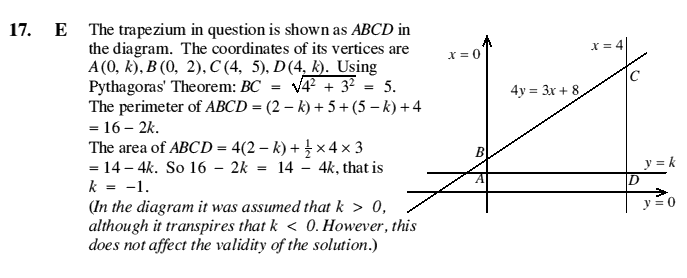 17. E The trapezium in question is shown as ABCD in
the diagram. The coordinates of its vertices are
A(0, k), B(0, 2), C(4, 5), D(4, k). Using
Pythagoras' Theorem: BC = √4² + 3² = 5.
The perimeter of ABCD = (2 – k) + 5 + (5 – k) + 4
= 16 – 2k.
The area of ABCD = 4(2 – k) + ½ × 4 × 3
= 14 – 4k. So 16 – 2k = 14 – 4k, that is
k = –1.
(In the diagram it was assumed that k > 0,
although it transpires that k < 0. However, this
does not affect the validity of the solution.)
x = 0
x = 4
C
4y = 3x + 8
B
y = k
A
D
y = 0